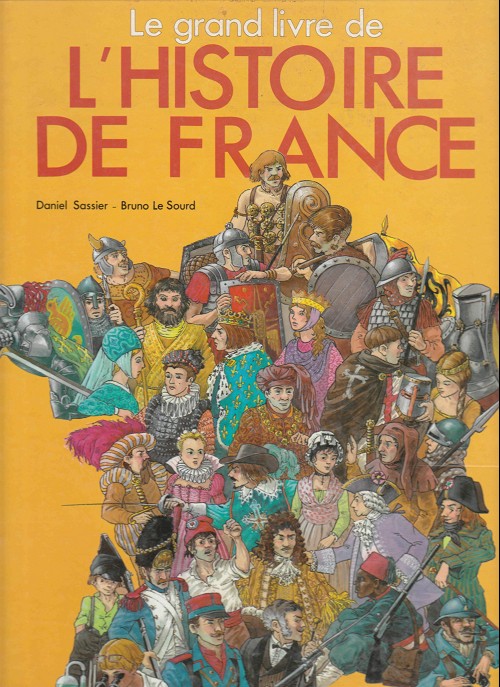 Le grand livre de
L'HISTOIRE
DE FRANCE
Daniel Sassier - Bruno Le Sourd